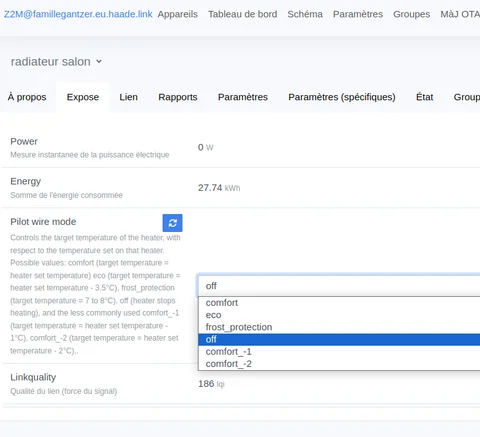 Z2M@famillegantzer.eu.haade.link Appareils Tableau de bord Schéma Paramètres Groupes MàJ OTA
radiateur salon
À propos Expose Lien Rapports Paramètres Paramètres (spécifiques) État Group
Power
Mesure instantanée de la puissance électrique
0 W
Energy
Somme de l'énergie consommée
27.74 kWh
Pilot wire mode
Controls the target temperature of the heater, with
respect to the temperature set on that heater.
Possible values: comfort (target temperature =
heater set temperature) eco (target temperature =
heater set temperature - 3.5°C), frost_protection
(target temperature = 7 to 8°C), off (heater stops
heating), and the less commonly used comfort_-1
(target temperature = heater set temperature -
1°C), comfort_-2 (target temperature = heater set
temperature - 2°C),.
off
comfort
eco
frost_protection
off
comfort_-1
comfort_-2
Linkquality
Qualité du lien (force du signal)
186 lqi